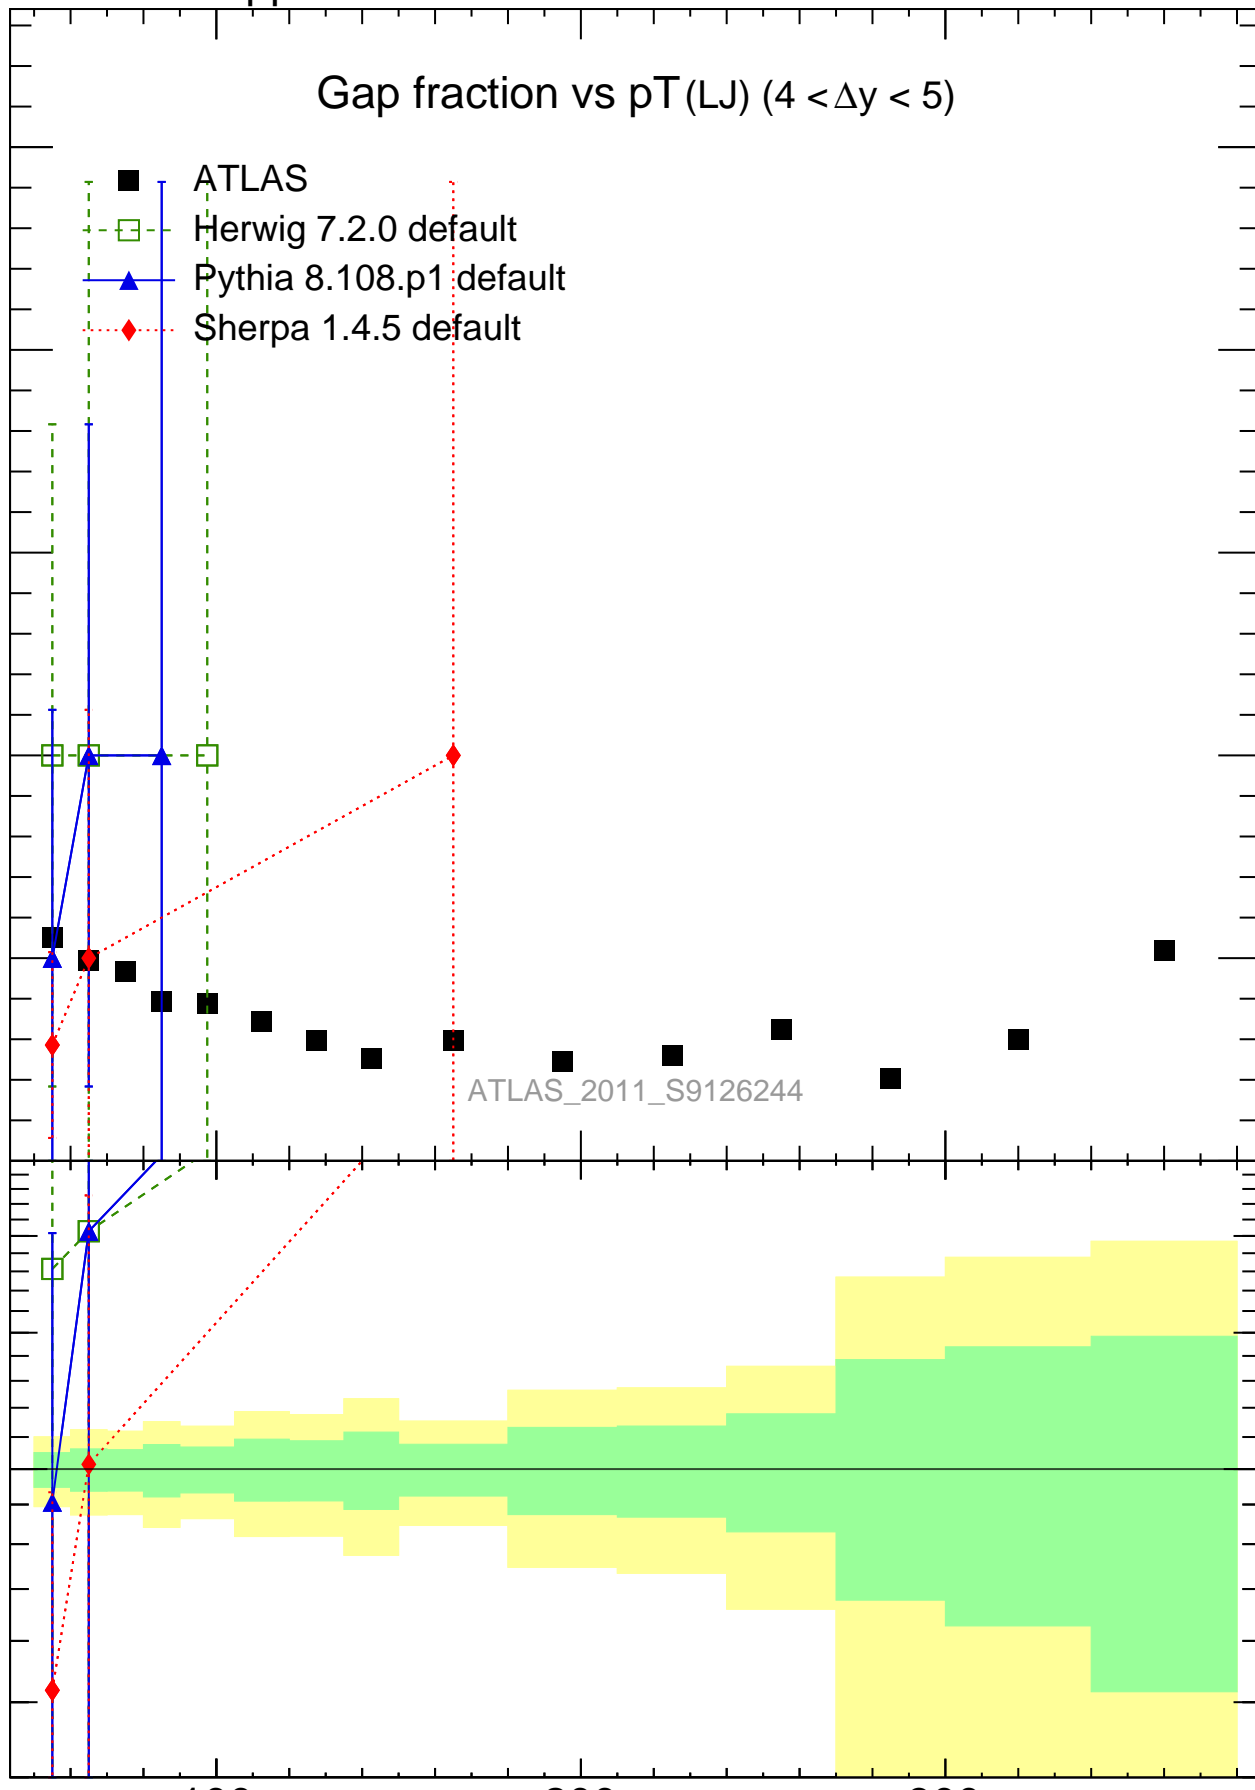 Gap fraction vs pT(LJ) (4 < Δy < 5)
ATLAS
Herwig 7.2.0 default
Pythia 8.108.p1 default
Sherpa 1.4.5 default
ATLAS_2011_S9126244